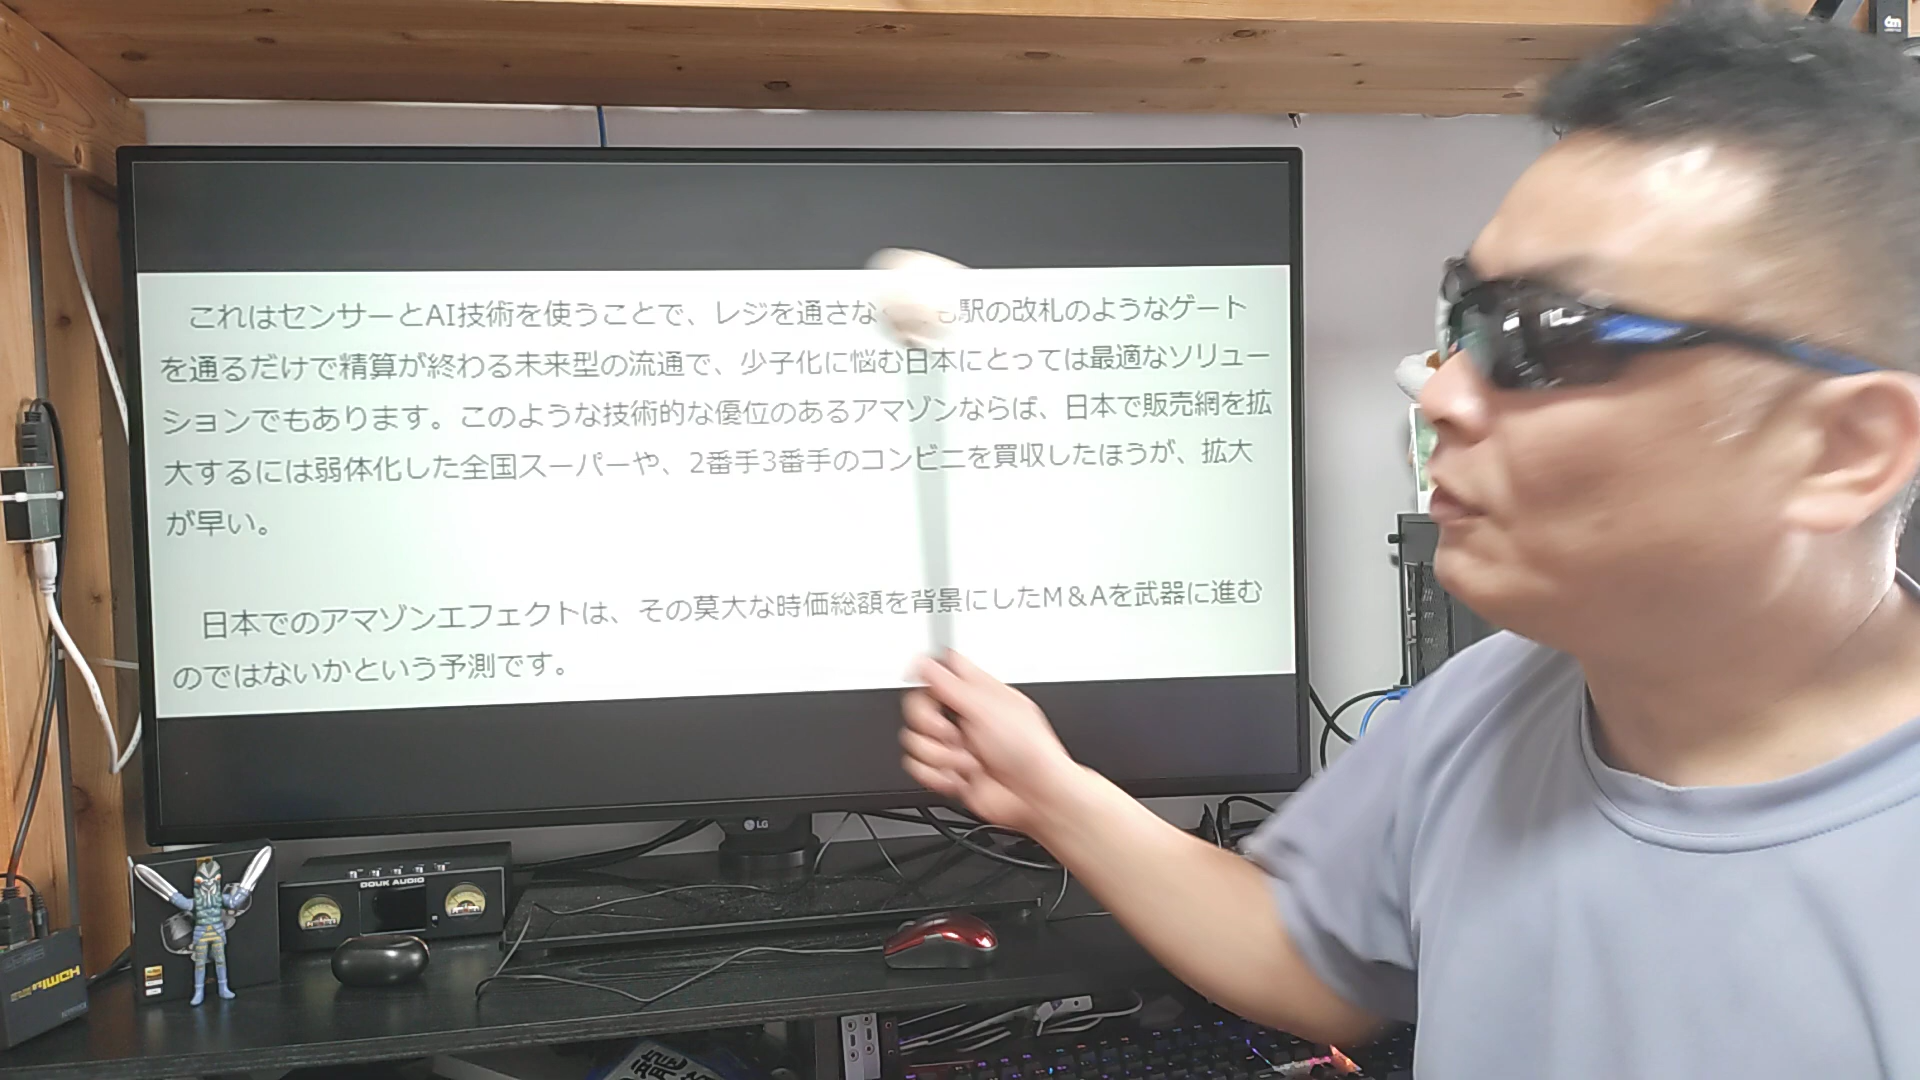 これはセンサーとAI技術を使うことで、レジを通さな も駅の改札のようなゲート
を通るだけで精算が終わる未来型の流通で、少子化に悩む日本にとっては最適なソリュー
ションでもあります。このような技術的な優位のあるアマゾンならば、日本で販売網を拡
大するには弱体化した全国スーパーや、2番手3番手のコンビニを買収したほうが、拡大
が早い。
日本でのアマゾンエフェクトは、その莫大な時価総額を背景にしたM&Aを武器に進む
のではないかという予測です。
LG
DOUK AUDIO
HDMI